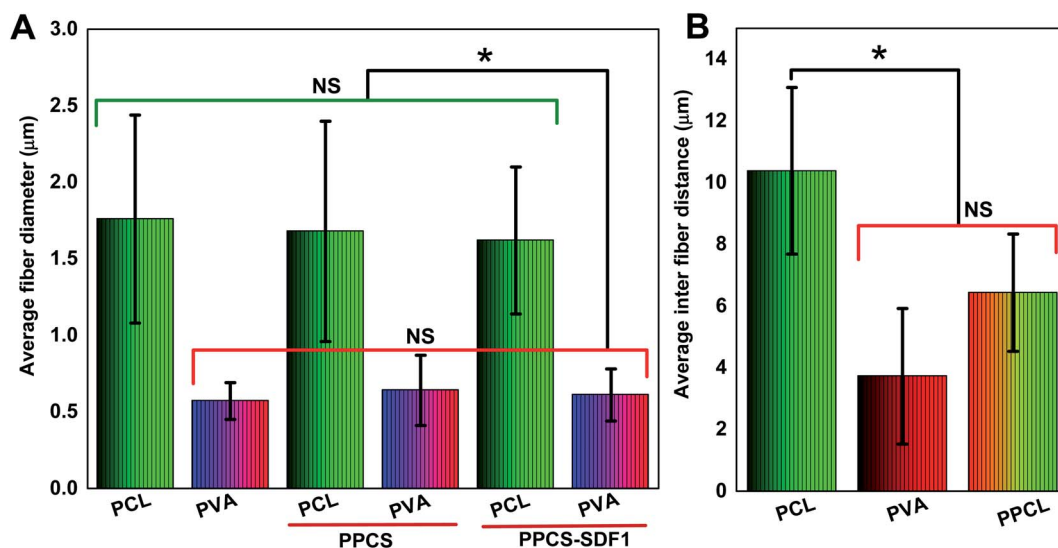 A
Average fiber diameter (μm)
3.0
2.5
2.0
1.5
1.0
0.5
0.0
NS
*
NS
PCL
PVA
PCL
PVA
PCL
PVA
PPCS
PPCS-SDF1
B
Average inter fiber distance (μm)
14
12
10
8
6
4
2
0
*
NS
PCL
PVA
PPCL